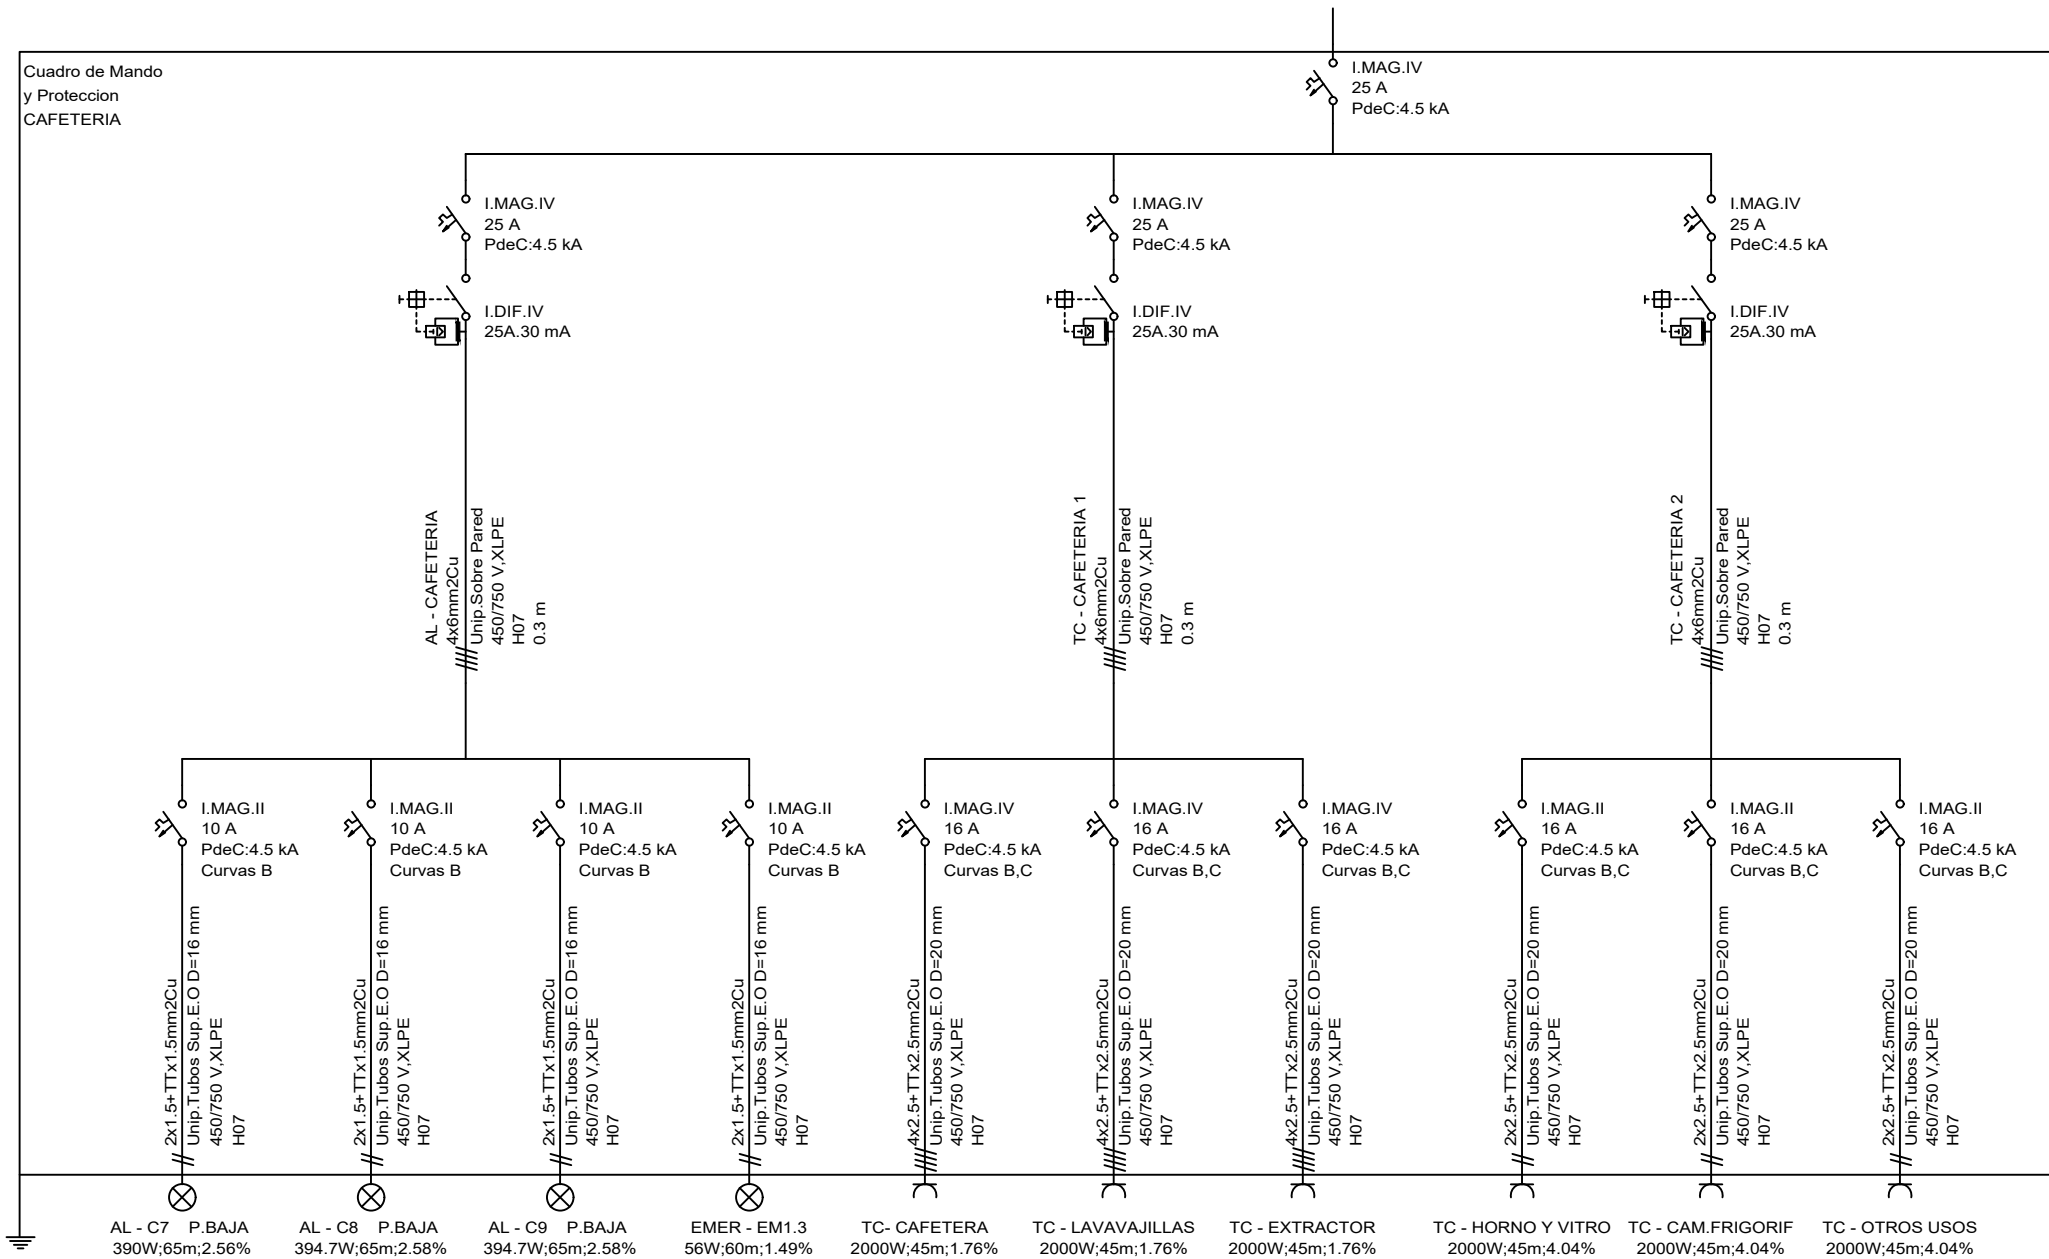 Cuadro de Mando
y Proteccion
CAFETERIA
I.MAG.IV
25 A
PdeC:4.5 kA
I.MAG.IV
25 A
PdeC:4.5 kA
I.MAG.IV
25 A
PdeC:4.5 kA
I.MAG.IV
25 A
PdeC:4.5 kA
I.DIF.IV
25A.30 mA
I.DIF.IV
25A.30 mA
I.DIF.IV
25A.30 mA
AL - CAFETERIA
4x6mm2Cu
Unip.Sobre Pared
450/750 V,XLPE
H07
0.3 m
TC - CAFETERIA 1
4x6mm2Cu
Unip.Sobre Pared
450/750 V,XLPE
H07
0.3 m
TC - CAFETERIA 2
4x6mm2Cu
Unip.Sobre Pared
450/750 V,XLPE
H07
0.3 m
I.MAG.II
10 A
PdeC:4.5 kA
Curvas B
I.MAG.II
10 A
PdeC:4.5 kA
Curvas B
I.MAG.II
10 A
PdeC:4.5 kA
Curvas B
I.MAG.II
10 A
PdeC:4.5 kA
Curvas B
I.MAG.IV
16 A
PdeC:4.5 kA
Curvas B,C
I.MAG.IV
16 A
PdeC:4.5 kA
Curvas B,C
I.MAG.IV
16 A
PdeC:4.5 kA
Curvas B,C
I.MAG.II
16 A
PdeC:4.5 kA
Curvas B,C
I.MAG.II
16 A
PdeC:4.5 kA
Curvas B,C
I.MAG.II
16 A
PdeC:4.5 kA
Curvas B,C
2x1.5+TTx1.5mm2Cu
Unip.Tubos Sup.E.O D=16 mm
450/750 V,XLPE
H07
2x1.5+TTx1.5mm2Cu
Unip.Tubos Sup.E.O D=16 mm
450/750 V,XLPE
H07
2x1.5+TTx1.5mm2Cu
Unip.Tubos Sup.E.O D=16 mm
450/750 V,XLPE
H07
2x1.5+TTx1.5mm2Cu
Unip.Tubos Sup.E.O D=16 mm
450/750 V,XLPE
H07
4x2.5+TTx2.5mm2Cu
Unip.Tubos Sup.E.O D=20 mm
450/750 V,XLPE
H07
4x2.5+TTx2.5mm2Cu
Unip.Tubos Sup.E.O D=20 mm
450/750 V,XLPE
H07
4x2.5+TTx2.5mm2Cu
Unip.Tubos Sup.E.O D=20 mm
450/750 V,XLPE
H07
2x2.5+TTx2.5mm2Cu
Unip.Tubos Sup.E.O D=20 mm
450/750 V,XLPE
H07
2x2.5+TTx2.5mm2Cu
Unip.Tubos Sup.E.O D=20 mm
450/750 V,XLPE
H07
2x2.5+TTx2.5mm2Cu
Unip.Tubos Sup.E.O D=20 mm
450/750 V,XLPE
H07
AL - C7 P.BAJA
390W;65m;2.56%
AL - C8 P.BAJA
394.7W;65m;2.58%
AL - C9 P.BAJA
394.7W;65m;2.58%
EMER - EM1.3
56W;60m;1.49%
TC- CAFETERA
2000W;45m;1.76%
TC - LAVAVAJILLAS
2000W;45m;1.76%
TC - EXTRACTOR
2000W;45m;1.76%
TC - HORNO Y VITRO
2000W;45m;4.04%
TC - CAM.FRIGORIF
2000W;45m;4.04%
TC - OTROS USOS
2000W;45m;4.04%